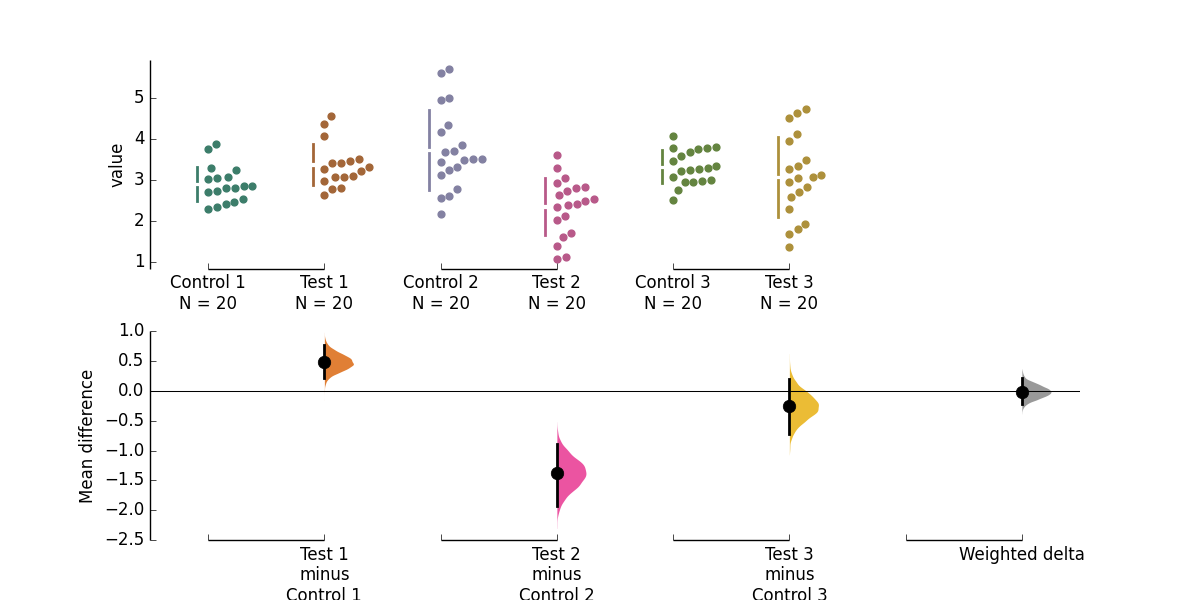 value
5
4
3
2
1
Control 1 Test 1 Control 2 Test 2 Control 3 Test 3
N = 20 N = 20 N = 20 N = 20 N = 20 N = 20
Mean difference
1.0
0.5
0.0
−0.5
−1.0
−1.5
−2.0
−2.5
Test 1 Test 2 Test 3 Weighted delta
minus minus minus
Control 1 Control 2 Control 3